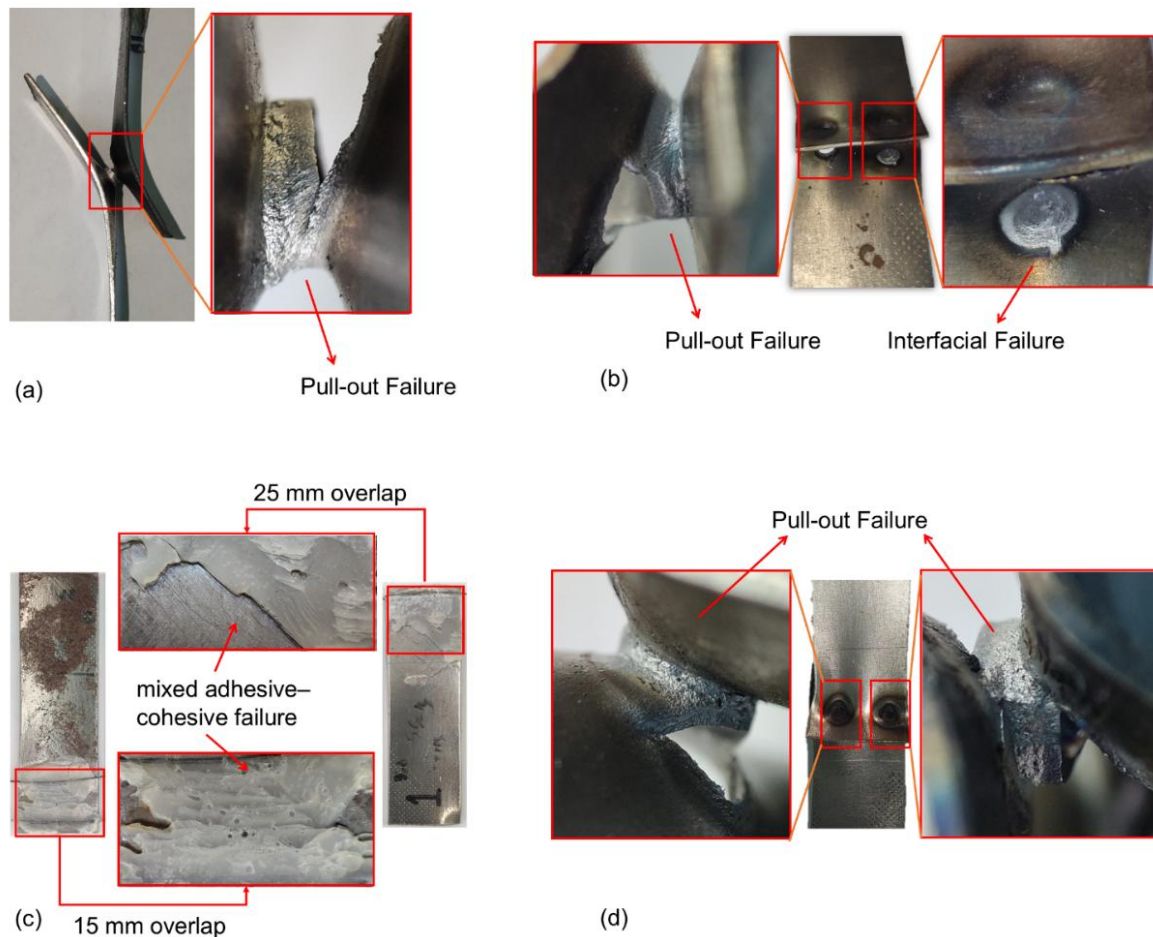 Pull-out Failure
(a)
Pull-out Failure
Interfacial Failure
(b)
25 mm overlap
mixed adhesive–
cohesive failure
1
15 mm overlap
(c)
Pull-out Failure
(d)